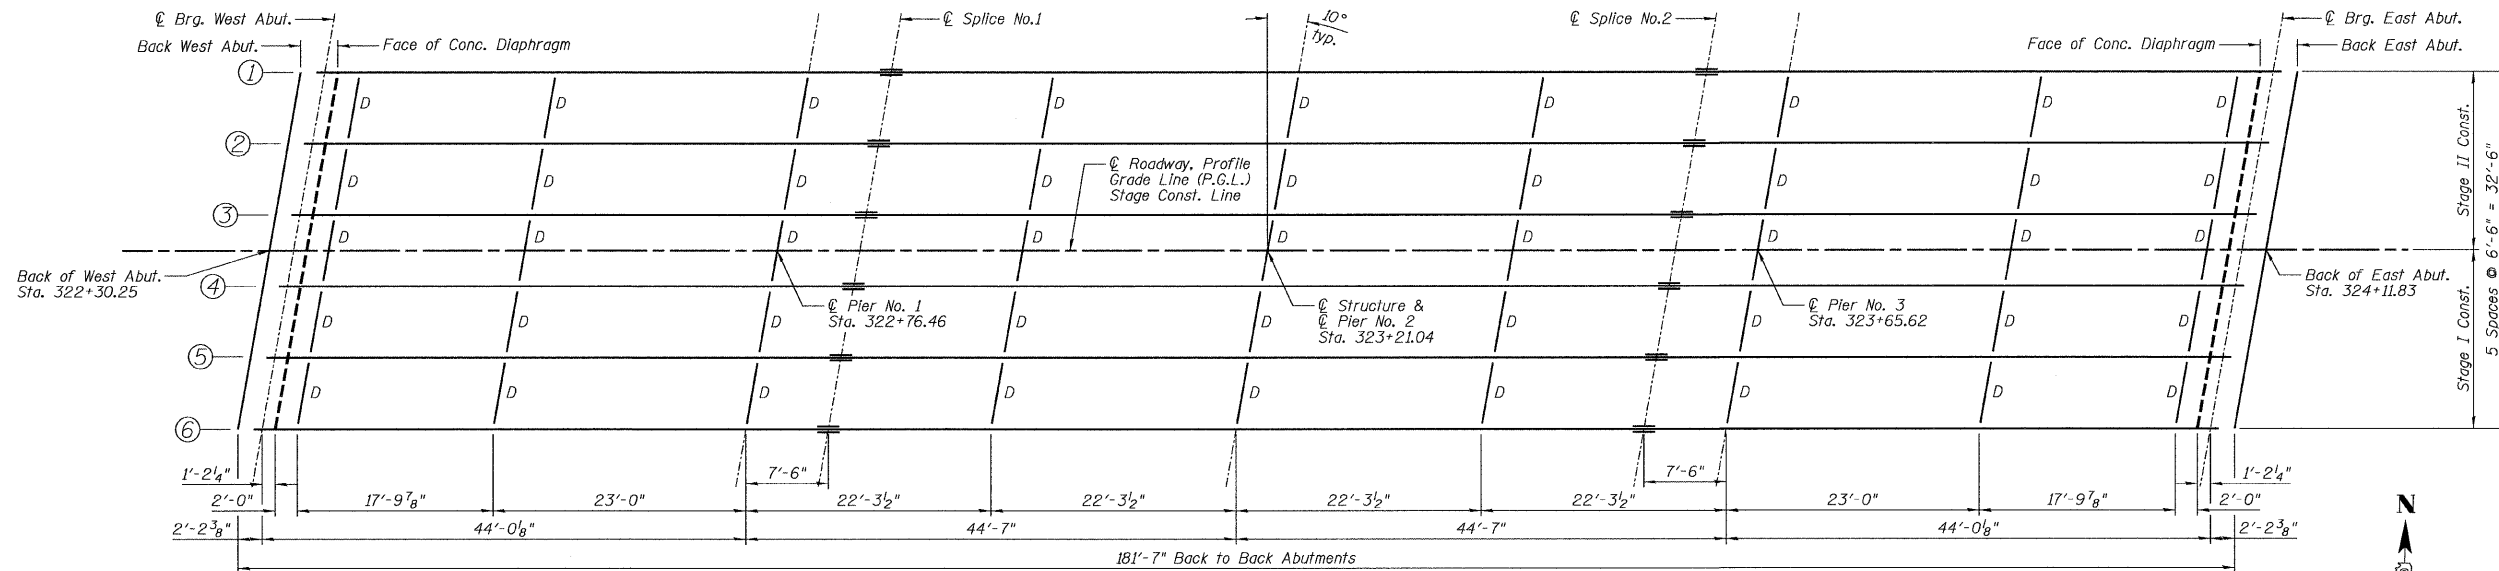 ℄ Brg. West Abut.
℄ Splice No.1
10°
typ.
℄ Splice No.2
℄ Brg. East Abut.
Back West Abut.
Face of Conc. Diaphragm
Face of Conc. Diaphragm
Back East Abut.
1
D D D D D D D D D
2
℄ Roadway, Profile
Grade Line (P.G.L.)
Stage Const. Line
D D D D D D D D D
3
D D D D D D D D D
Stage II Const.
5 Spaces @ 6'-6" = 32'-6"
Stage I Const.
Back of West Abut.
Sta. 322+30.25
4
℄ Pier No. 1
Sta. 322+76.46
℄ Structure &
℄ Pier No. 2
Sta. 323+21.04
℄ Pier No. 3
Sta. 323+65.62
Back of East Abut.
Sta. 324+11.83
D D D D D D D D D
5
D D D D D D D D D
6
1'-2¼" 7'-6" 7'-6" 1'-2¼"
2'-0" 17'-9⅞" 23'-0" 22'-3½" 22'-3½" 22'-3½" 22'-3½" 23'-0" 17'-9⅞" 2'-0"
2'-2⅜" 44'-0⅛" 44'-7" 44'-7" 44'-0⅛" 2'-2⅜"
181'-7" Back to Back Abutments
N